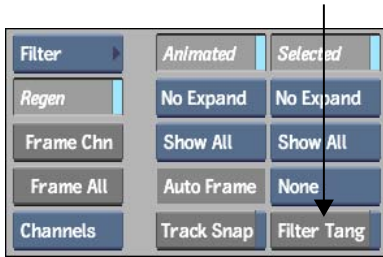 Filter Animated Selected
Regen No Expand No Expand
Frame Chn Show All Show All
Frame All Auto Frame None
Channels Track Snap Filter Tang